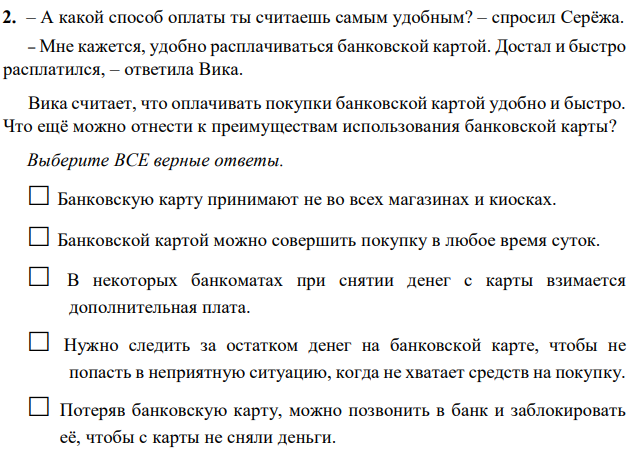 2. – А какой способ оплаты ты считаешь самым удобным? – спросил Серёжа.
– Мне кажется, удобно расплачиваться банковской картой. Достал и быстро
расплатился, – ответила Вика.
Вика считает, что оплачивать покупки банковской картой удобно и быстро.
Что ещё можно отнести к преимуществам использования банковской карты?
Выберите ВСЕ верные ответы.
☐ Банковскую карту принимают не во всех магазинах и киосках.
☐ Банковской картой можно совершить покупку в любое время суток.
☐ В некоторых банкоматах при снятии денег с карты взимается
дополнительная плата.
☐ Нужно следить за остатком денег на банковской карте, чтобы не
попасть в неприятную ситуацию, когда не хватает средств на покупку.
☐ Потеряв банковскую карту, можно позвонить в банк и заблокировать
её, чтобы с карты не сняли деньги.